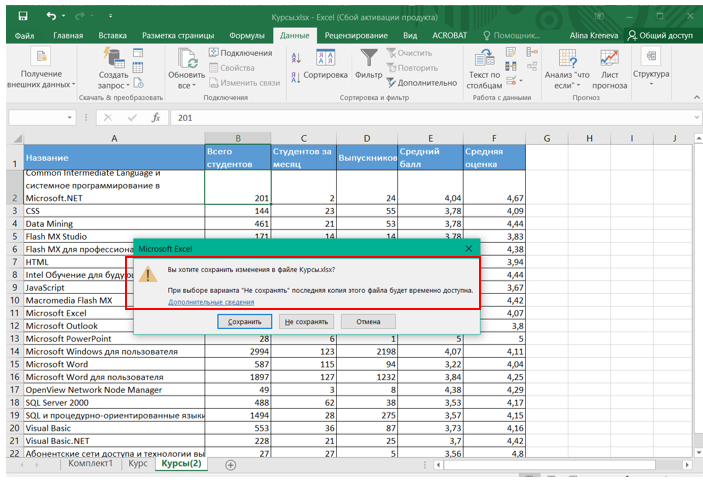 Курсы.xlsx - Excel (Сбой активации продукта)
Файл Главная Вставка Разметка страницы Формулы Данные Рецензирование Вид ACROBAT Помощник... Alina Kreneva Общий доступ
Получение внешних данных
Создать запрос
Скачать & преобразовать
Обновить все
Подключения
Свойства
Изменить связи
Подключения
Сортировка
Фильтр
Очистить
Повторить
Дополнительно
Сортировка и фильтр
Текст по столбцам
Работа с данными
Анализ "что если"
Лист прогноза
Прогноз
Структура
fx 201
A B C D E F G H I J
1 Название Всего студентов Студентов за месяц Выпускников Средний балл Средняя оценка
Common Intermediate Language и
системное программирование в
2 Microsoft.NET 201 2 24 4,04 4,67
3 CSS 144 23 55 3,78 4,09
4 Data Mining 461 21 53 3,78 4,44
5 Flash MX Studio 171 14 14 3,78 3,83
6 Flash MX для профессиона 4,38
7 HTML 3,94
8 Intel Обучение для будущ 4,44
9 JavaScript 3,67
10 Macromedia Flash MX 4,42
11 Microsoft Excel 4,07
12 Microsoft Outlook 3,8
Microsoft Excel
Вы хотите сохранить изменения в файле Курсы.xlsx?
При выборе варианта "Не сохранять" последняя копия этого файла будет временно доступна.
Дополнительные сведения
Сохранить Не сохранять Отмена
13 Microsoft PowerPoint 28 6 1 5 5
14 Microsoft Windows для пользователя 2994 123 2198 4,07 4,11
15 Microsoft Word 587 115 94 3,22 4,04
16 Microsoft Word для пользователя 1897 127 1232 3,84 4,25
17 OpenView Network Node Manager 49 3 8 4,38 4,29
18 SQL Server 2000 488 62 38 3,53 4,17
19 SQL и процедурно-ориентированные языки 1494 28 275 3,57 4,15
20 Visual Basic 553 36 87 3,73 4,16
21 Visual Basic.NET 228 21 25 3,7 4,42
22 Абонентские сети доступа и технологии вы 27 27 5 3,56 4,8
Комплект1 Курс Курсы(2)